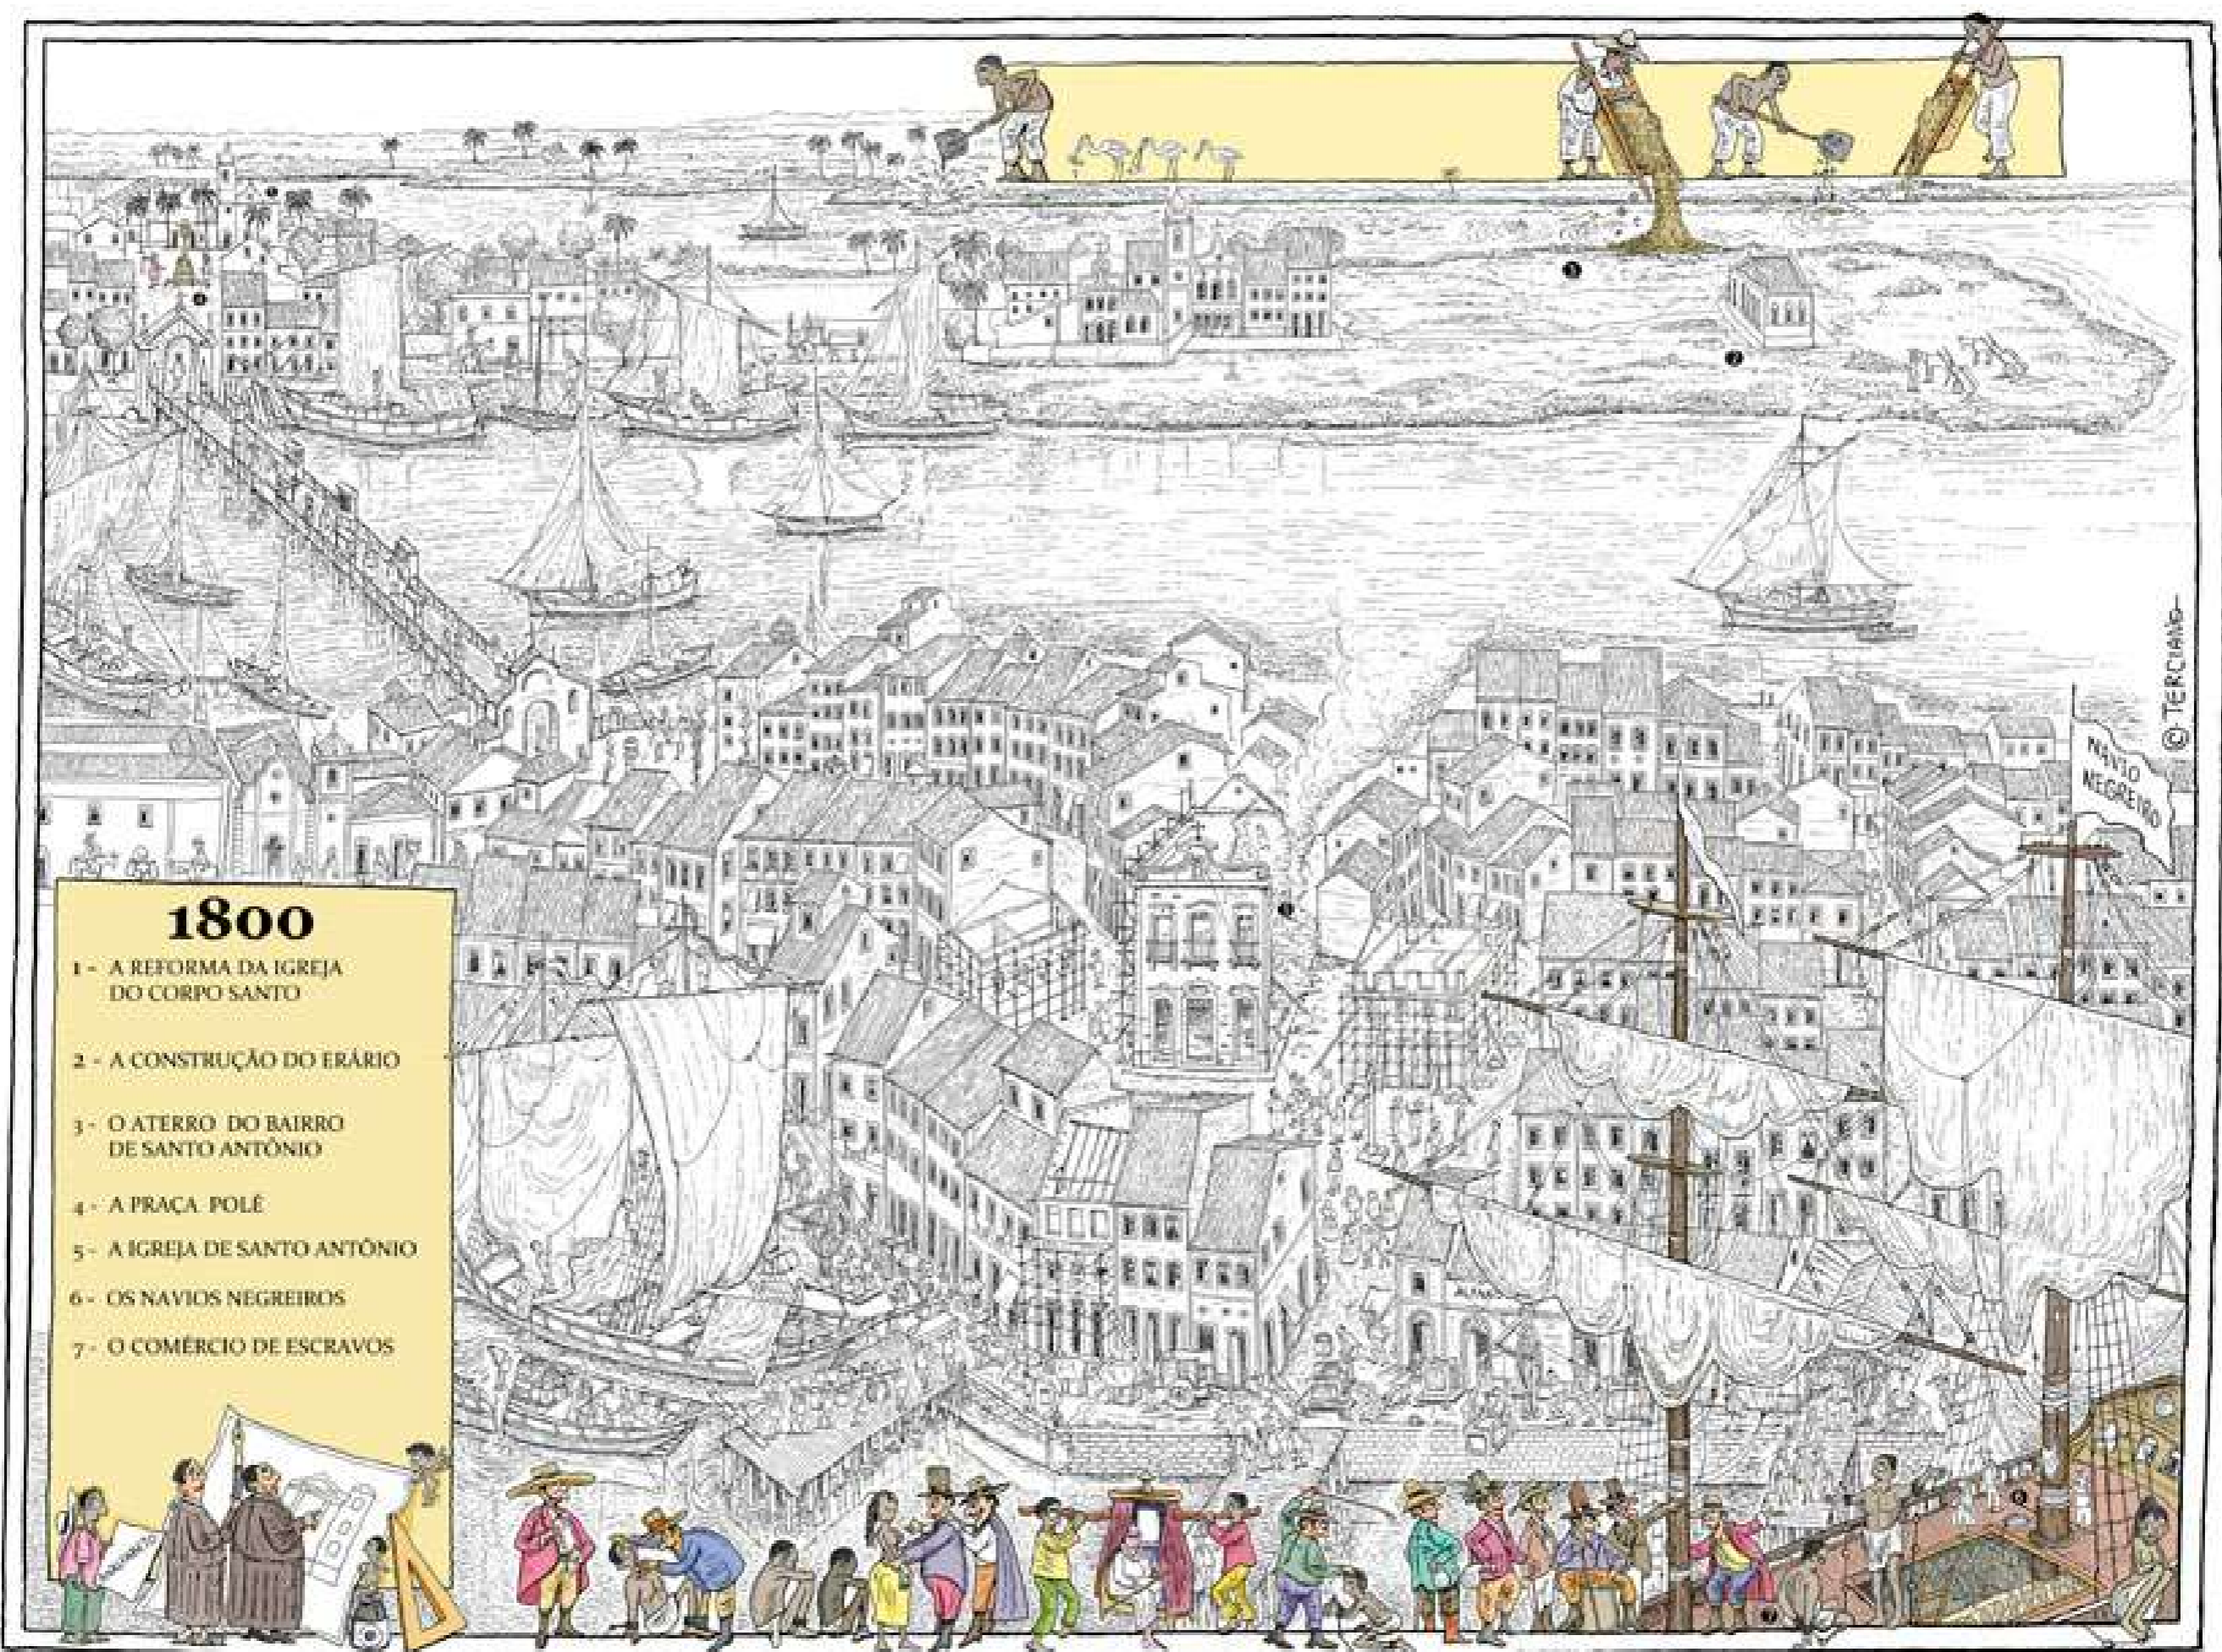 © TERCIANO
NAVIO
NEGREIRO
1800
1 - A REFORMA DA IGREJA
DO CORPO SANTO
2 - A CONSTRUÇÃO DO ERÁRIO
3 - O ATERRO DO BAIRRO
DE SANTO ANTÔNIO
4 - A PRAÇA POLÉ
5 - A IGREJA DE SANTO ANTÔNIO
6 - OS NAVIOS NEGREIROS
7 - O COMÉRCIO DE ESCRAVOS